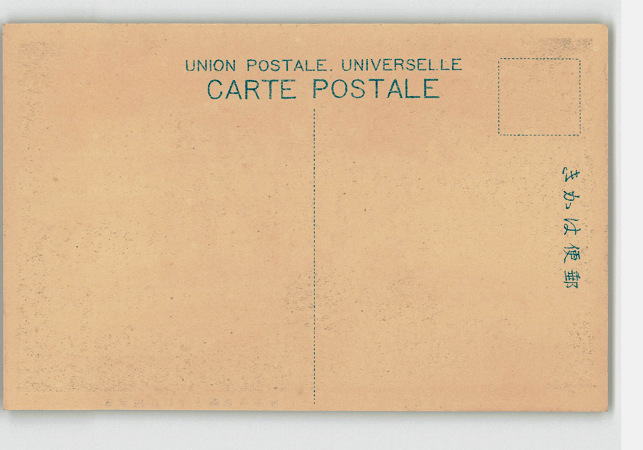 UNION POSTALE. UNIVERSELLE
CARTE POSTALE
きかは便郵